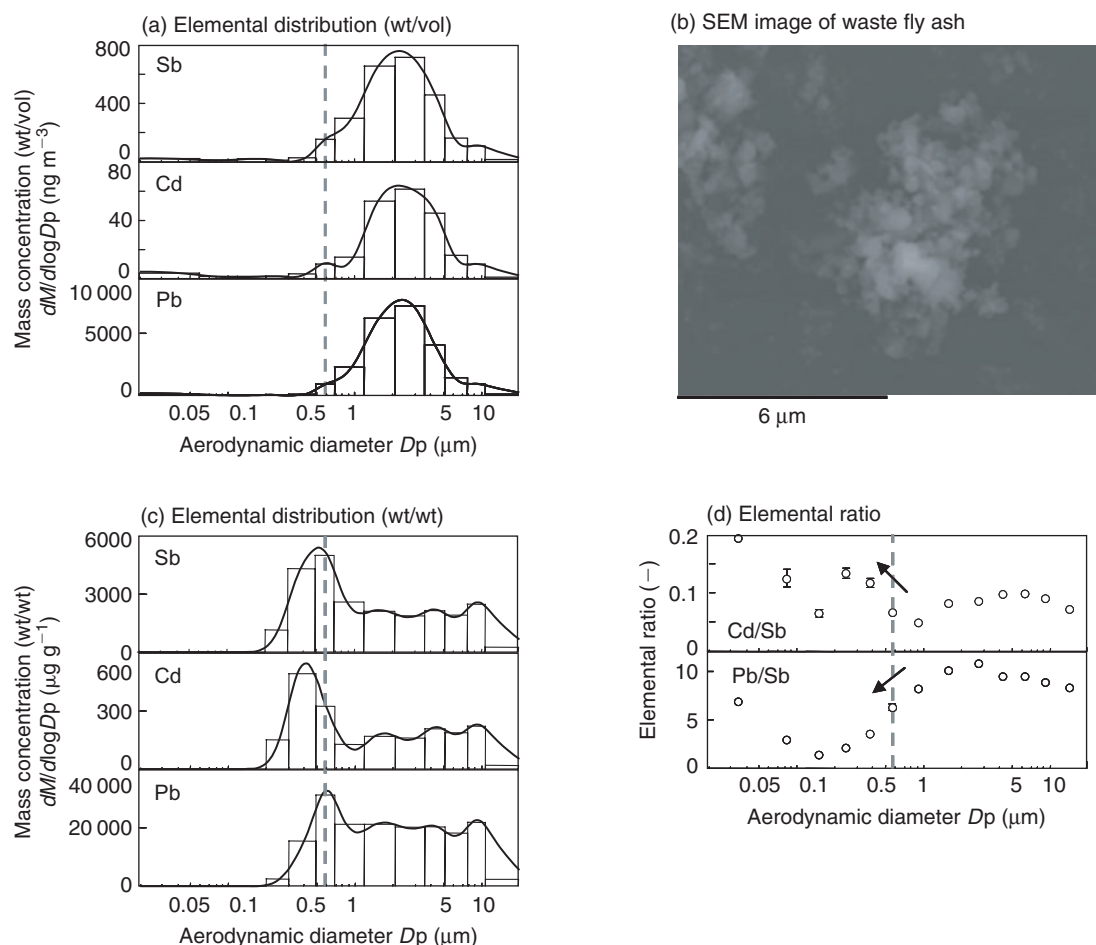 (a) Elemental distribution (wt/vol)
Mass concentration (wt/vol)
dM/dlogDp (ng m⁻³)
800
Sb
400
0
80
Cd
40
0
10 000
Pb
5000
0
0.05 0.1 0.5 1 5 10
Aerodynamic diameter Dp (μm)
(b) SEM image of waste fly ash
6 μm
(c) Elemental distribution (wt/wt)
Mass concentration (wt/wt)
dM/dlogDp (μg g⁻¹)
6000
Sb
3000
0
600
Cd
300
0
40 000
Pb
20 000
0
0.05 0.1 0.5 1 5 10
Aerodynamic diameter Dp (μm)
(d) Elemental ratio
Elemental ratio (–)
0.2
0.1
0
Cd/Sb
10
Pb/Sb
5
0
0.05 0.1 0.5 1 5 10
Aerodynamic diameter Dp (μm)